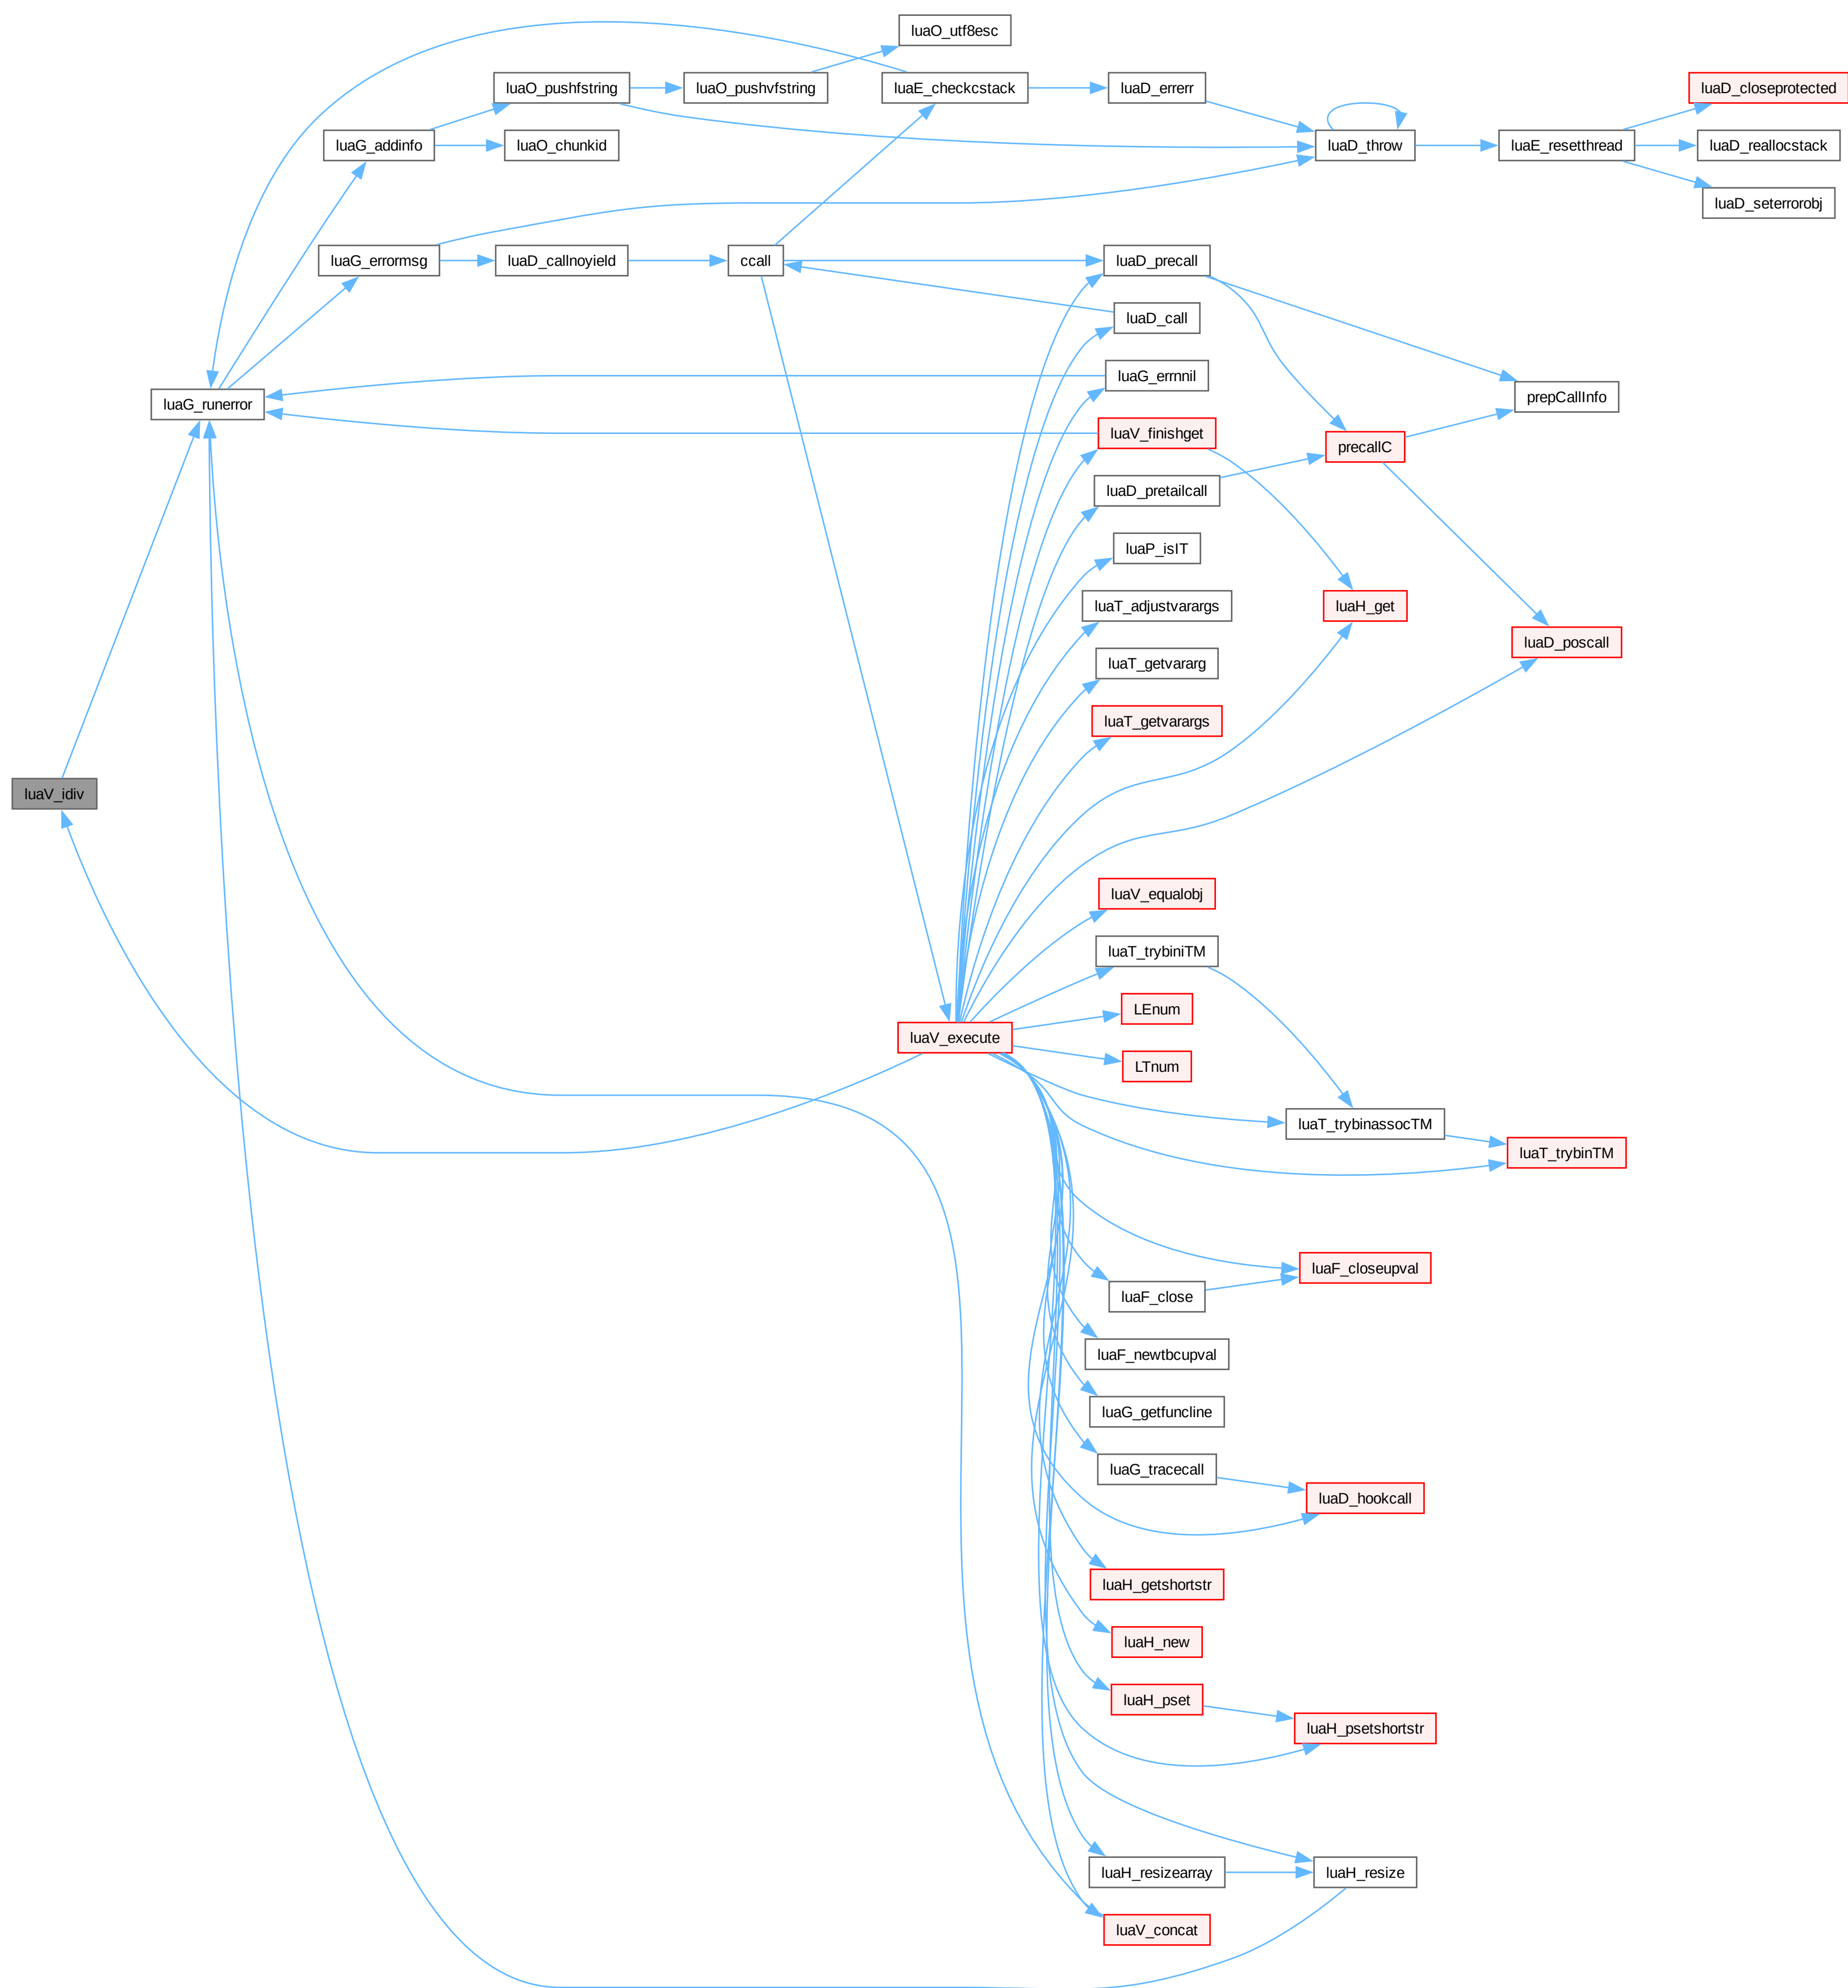 luaO_utf8esc
luaO_pushfstring
luaO_pushvfstring
luaE_checkcstack
luaD_errerr
luaD_closeprotected
luaG_addinfo
luaO_chunkid
luaD_throw
luaE_resetthread
luaD_reallocstack
luaD_seterrorobj
luaG_errormsg
luaD_callnoyield
ccall
luaD_precall
luaD_call
luaG_errnnil
luaG_runerror
prepCallInfo
luaV_finishget
precallC
luaD_pretailcall
luaP_isIT
luaT_adjustvarargs
luaH_get
luaD_poscall
luaT_getvararg
luaT_getvarargs
luaV_idiv
luaV_equalobj
luaT_trybiniTM
LEnum
luaV_execute
LTnum
luaT_trybinassocTM
luaT_trybinTM
luaF_closeupval
luaF_close
luaF_newtbcupval
luaG_getfuncline
luaG_tracecall
luaD_hookcall
luaH_getshortstr
luaH_new
luaH_pset
luaH_psetshortstr
luaH_resizearray
luaH_resize
luaV_concat